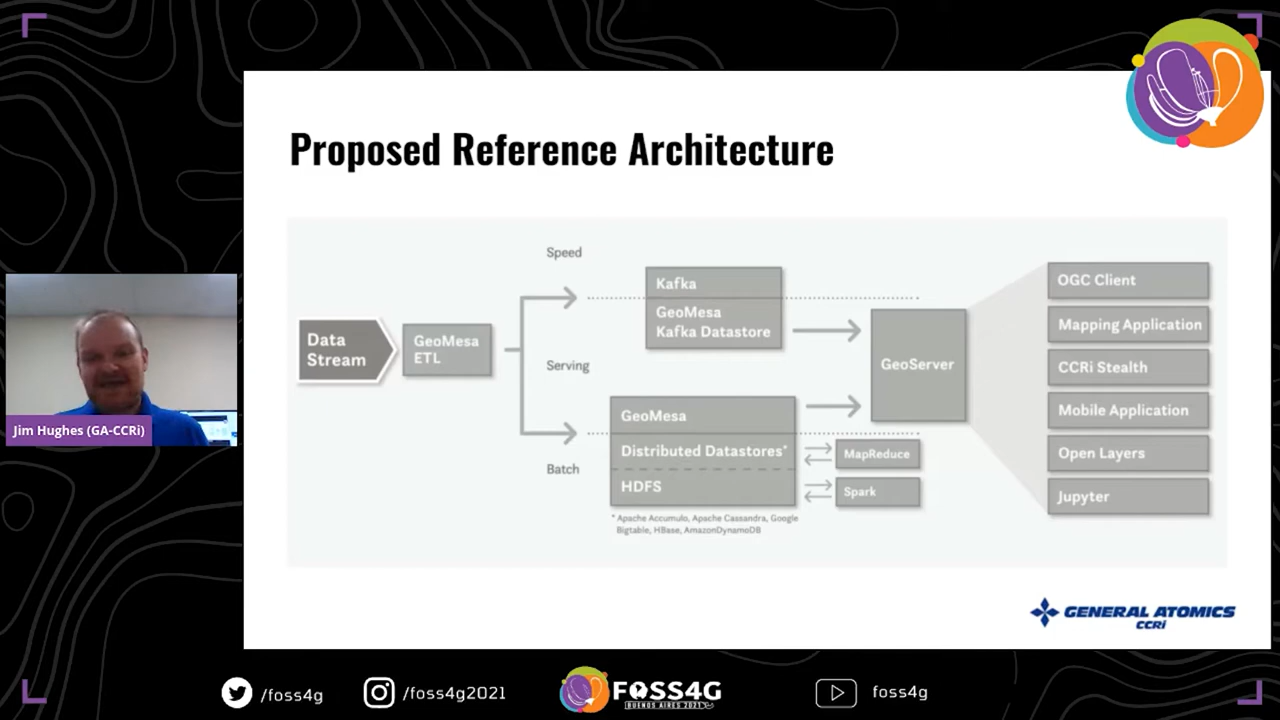 Proposed Reference Architecture
Speed
Serving
Batch
Data
Stream
GeoMesa
ETL
Kafka
GeoMesa
Kafka Datastore
GeoMesa
Distributed Datastores*
HDFS
* Apache Accumulo, Apache Cassandra, Google
Bigtable, HBase, AmazonDynamoDB
MapReduce
Spark
GeoServer
OGC Client
Mapping Application
CCRi Stealth
Mobile Application
Open Layers
Jupyter
GENERAL ATOMICS
CCRi
Jim Hughes (GA-CCRi)
/foss4g
/foss4g2021
FOSS4G
BUENOS AIRES 2021
foss4g